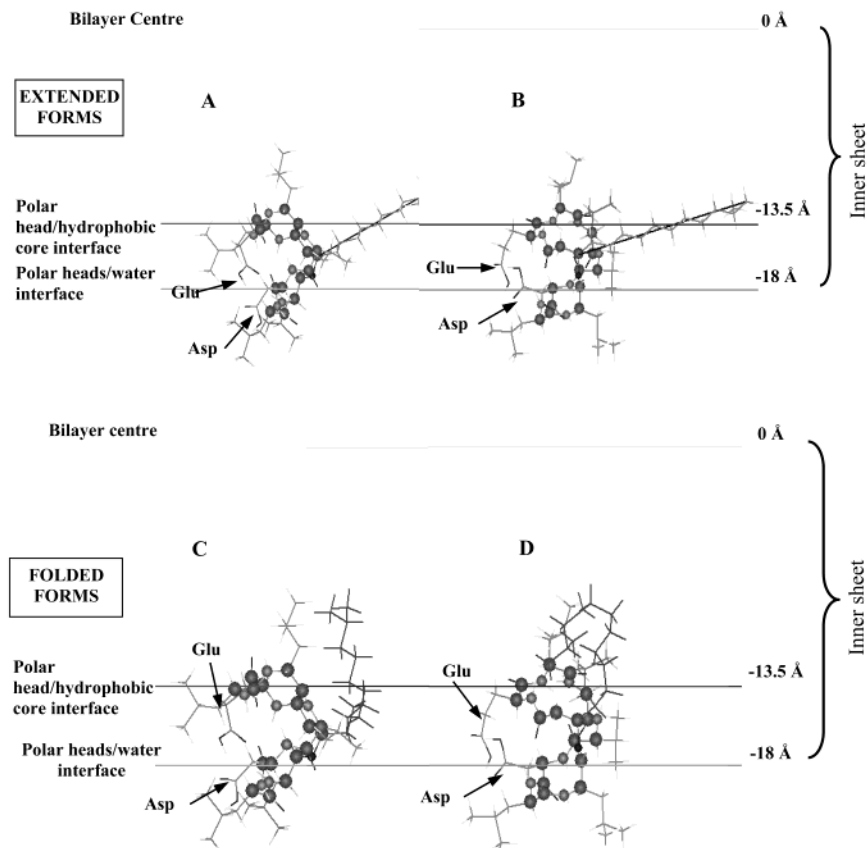 Bilayer Centre
0 Å
EXTENDED
FORMS
A
B
Inner sheet
Polar
head/hydrophobic
core interface
-13.5 Å
Polar heads/water
interface
Glu
Glu
-18 Å
Asp
Asp
Bilayer centre
0 Å
C
D
FOLDED
FORMS
Inner sheet
Glu
Glu
Polar
head/hydrophobic
core interface
-13.5 Å
Polar heads/water
interface
-18 Å
Asp
Asp